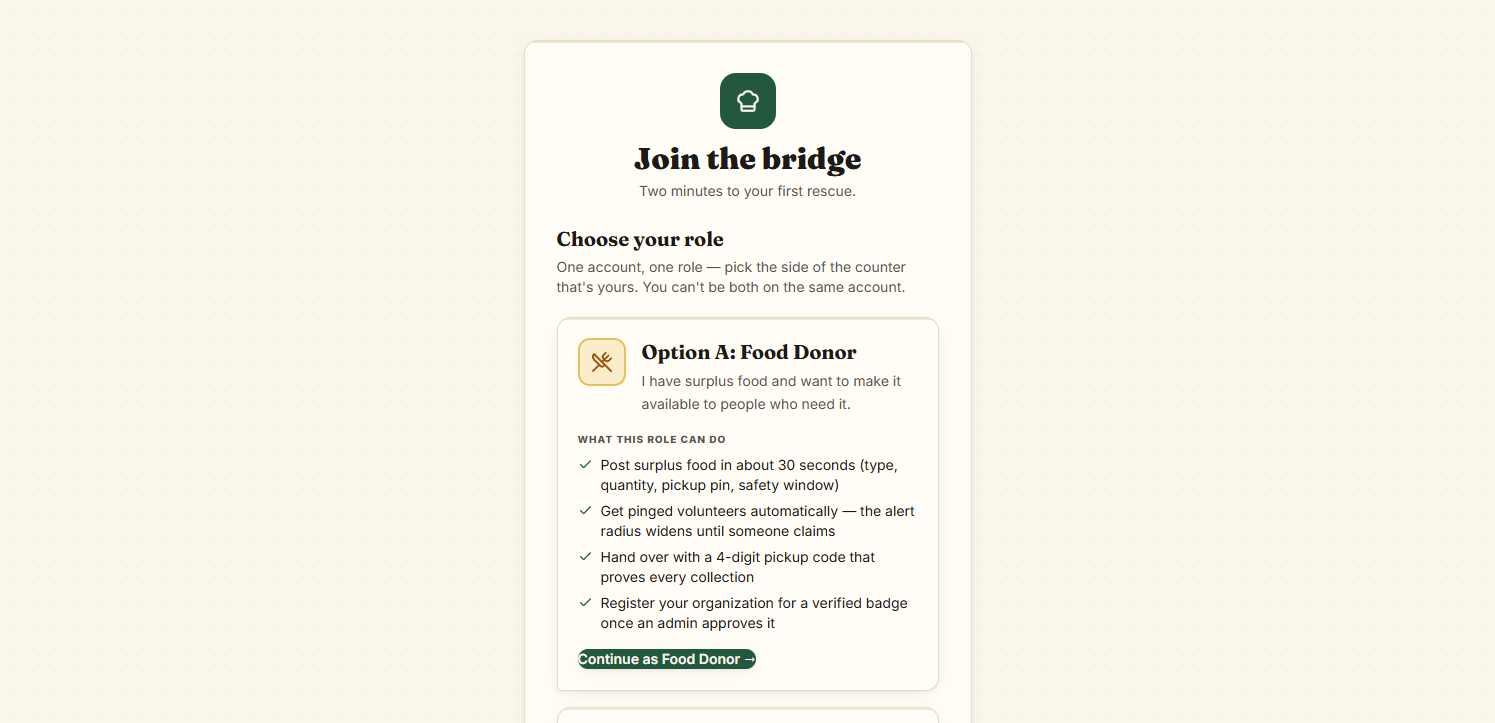 Join the bridge
Two minutes to your first rescue.
Choose your role
One account, one role — pick the side of the counter
that's yours. You can't be both on the same account.
Option A: Food Donor
I have surplus food and want to make it
available to people who need it.
WHAT THIS ROLE CAN DO
Post surplus food in about 30 seconds (type,
quantity, pickup pin, safety window)
Get pinged volunteers automatically — the alert
radius widens until someone claims
Hand over with a 4-digit pickup code that
proves every collection
Register your organization for a verified badge
once an admin approves it
Continue as Food Donor →